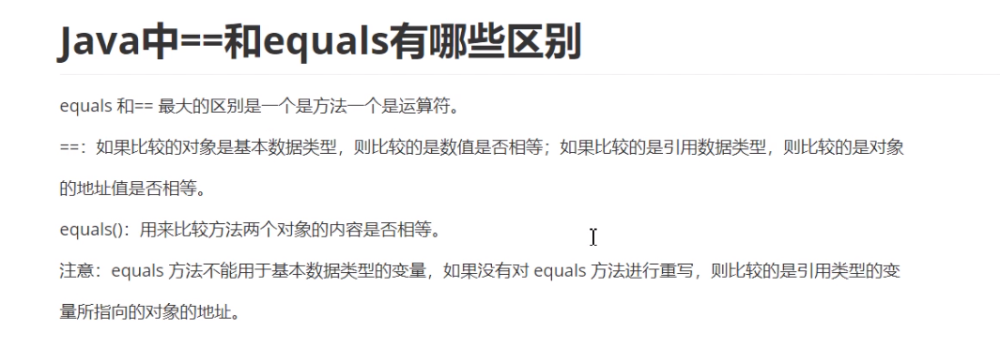 Java中==和equals有哪些区别
equals 和== 最大的区别是一个是方法一个是运算符。
==：如果比较的对象是基本数据类型，则比较的是数值是否相等；如果比较的是引用数据类型，则比较的是对象
的地址值是否相等。
equals()：用来比较方法两个对象的内容是否相等。
注意：equals 方法不能用于基本数据类型的变量，如果没有对 equals 方法进行重写，则比较的是引用类型的变
量所指向的对象的地址。